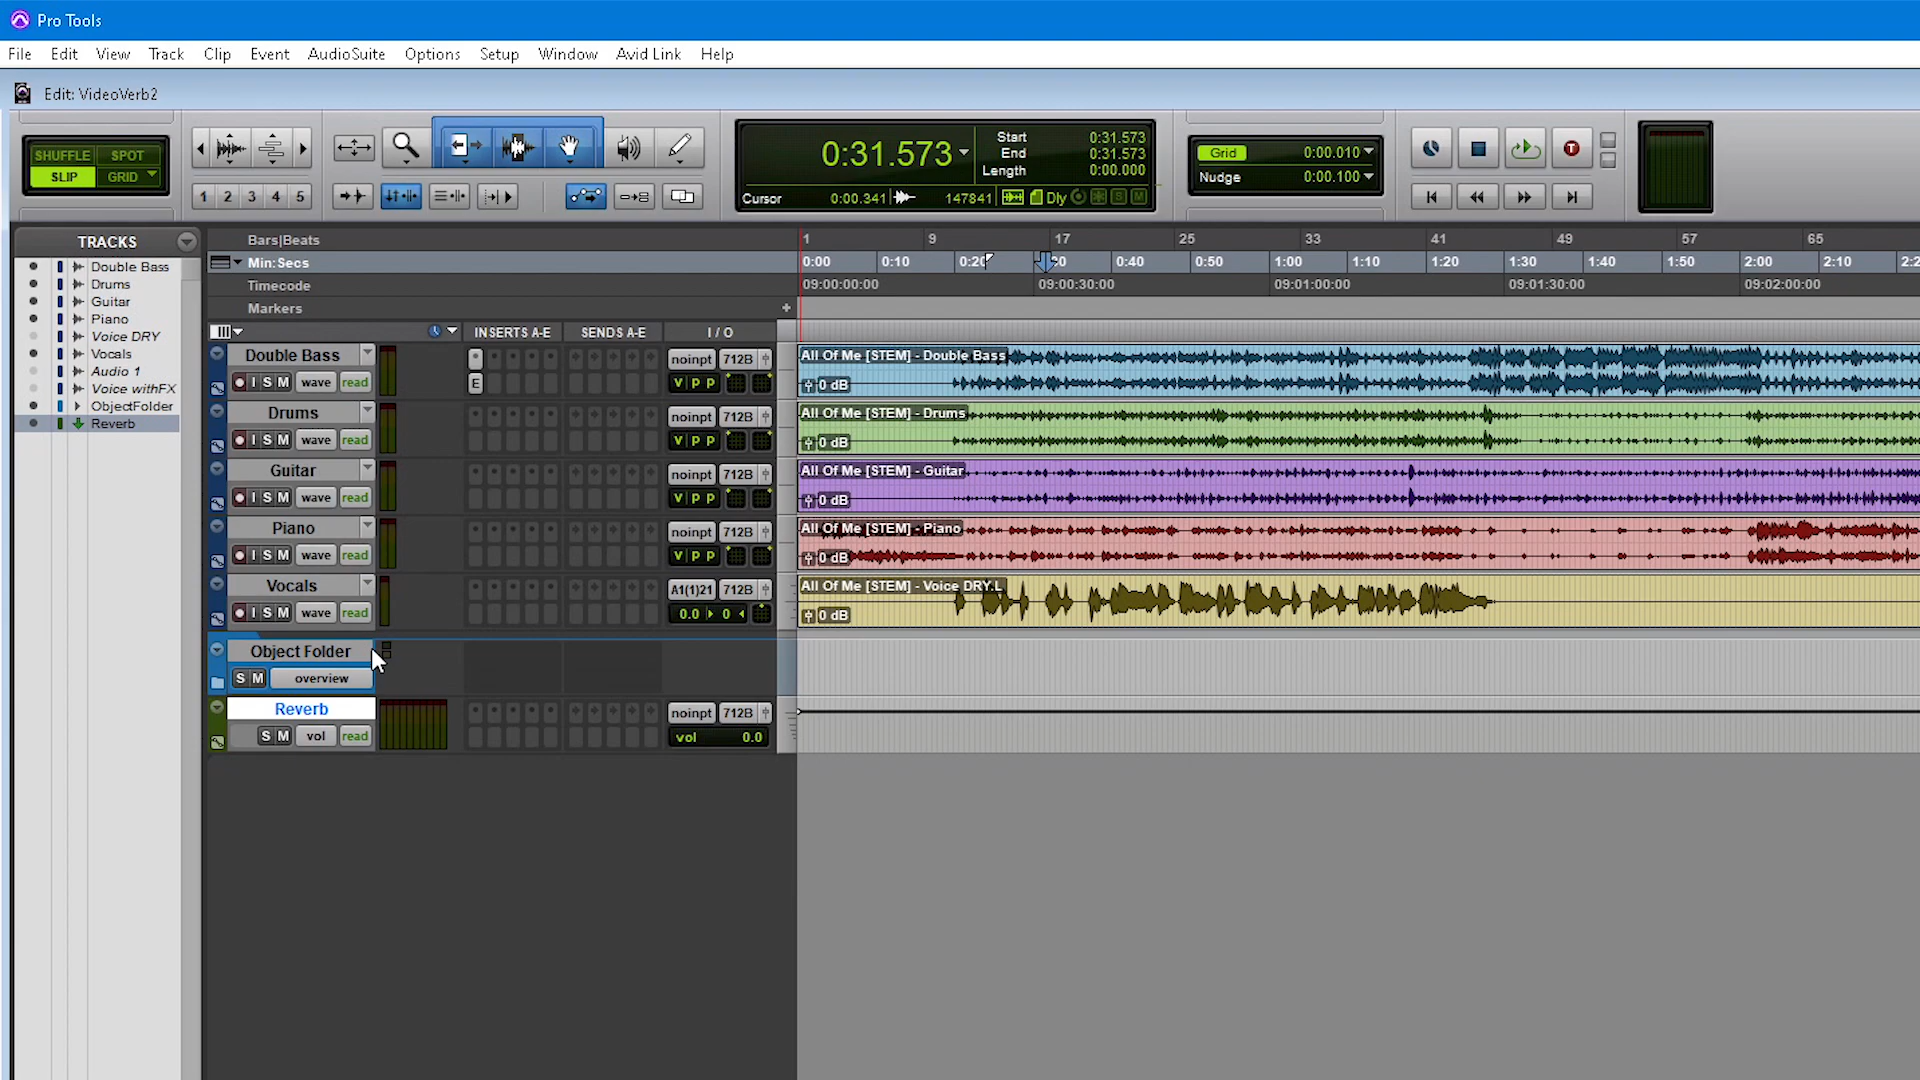 Pro Tools
File Edit View Track Clip Event AudioSuite Options Setup Window Avid Link Help
Edit: VideoVerb2
SHUFFLE SPOT
SLIP GRID
1 2 3 4 5
0:31.573
Start 0:31.573
End 0:31.573
Length 0:00.000
Cursor 0:00.341 147841 Dly S M
Grid 0:00.010
Nudge 0:00.100
T
TRACKS
Double Bass
Drums
Guitar
Piano
Voice DRY
Vocals
Audio 1
Voice withFX
ObjectFolder
Reverb
Bars|Beats 1 9 17 25 33 41 49 57 65
Min:Secs 0:00 0:10 0:20 0:40 0:50 1:00 1:10 1:20 1:30 1:40 1:50 2:00 2:10
Timecode 09:00:00:00 09:00:30:00 09:01:00:00 09:01:30:00 09:02:00:00
Markers +
INSERTS A-E SENDS A-E I / O
Double Bass noinpt 712B All Of Me [STEM] - Double Bass
I S M wave read E V P P 0 dB
Drums noinpt 712B All Of Me [STEM] - Drums
I S M wave read V P P 0 dB
Guitar noinpt 712B All Of Me [STEM] - Guitar
I S M wave read V P P 0 dB
Piano noinpt 712B All Of Me [STEM] - Piano
I S M wave read V P P 0 dB
Vocals A1(1)21 712B All Of Me [STEM] - Voice DRY.L
I S M wave read 0.0 0 0 dB
Object Folder
S M overview
Reverb noinpt 712B
S M vol read vol 0.0